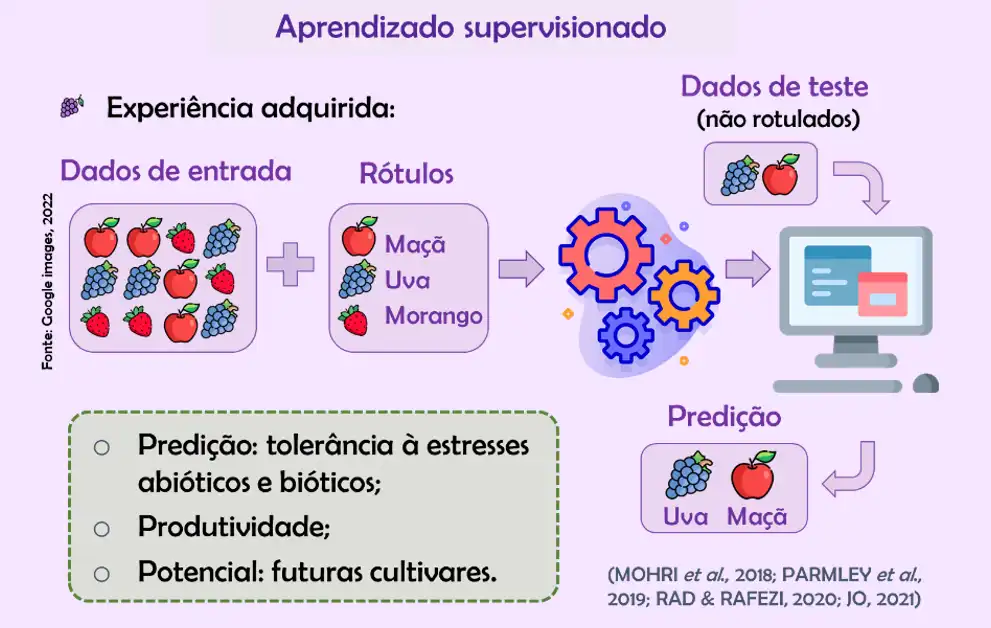 Aprendizado supervisionado
Experiência adquirida:
Dados de entrada
Rótulos
Dados de teste
(não rotulados)
Fonte: Google images, 2022
Maçã
Uva
Morango
Predição
Uva Maçã
Predição: tolerância à estresses
abióticos e bióticos;
Produtividade;
Potencial: futuras cultivares.
(MOHRI et al., 2018; PARMLEY et al.,
2019; RAD & RAFEZI, 2020; JO, 2021)